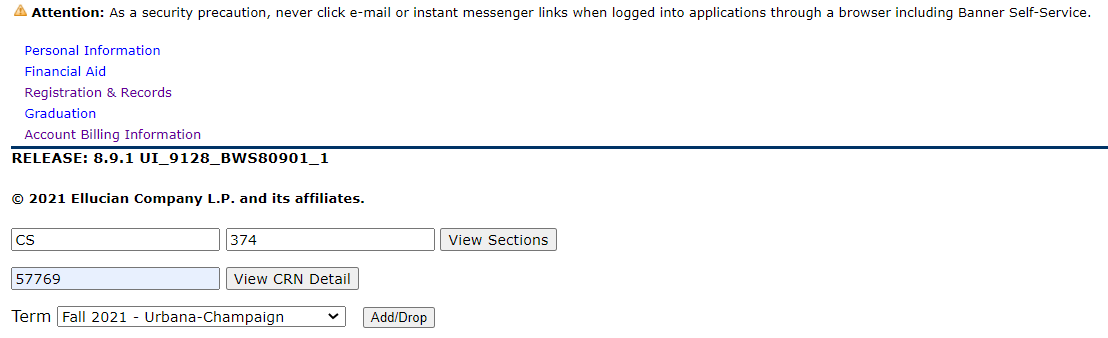 Attention: As a security precaution, never click e-mail or instant messenger links when logged into applications through a browser including Banner Self-Service.
Personal Information
Financial Aid
Registration & Records
Graduation
Account Billing Information
RELEASE: 8.9.1 UI_9128_BWS80901_1
© 2021 Ellucian Company L.P. and its affiliates.
CS 374 View Sections
57769 View CRN Detail
Term Fall 2021 - Urbana-Champaign Add/Drop